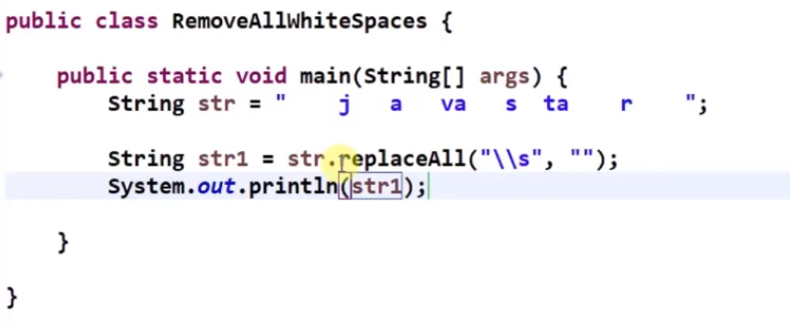 public class RemoveAllWhiteSpaces {
public static void main(String[] args) {
String str = "    j   a   va   s  ta    r    ";
String str1 = str.replaceAll("\\s", "");
System.out.println(str1);
}
}